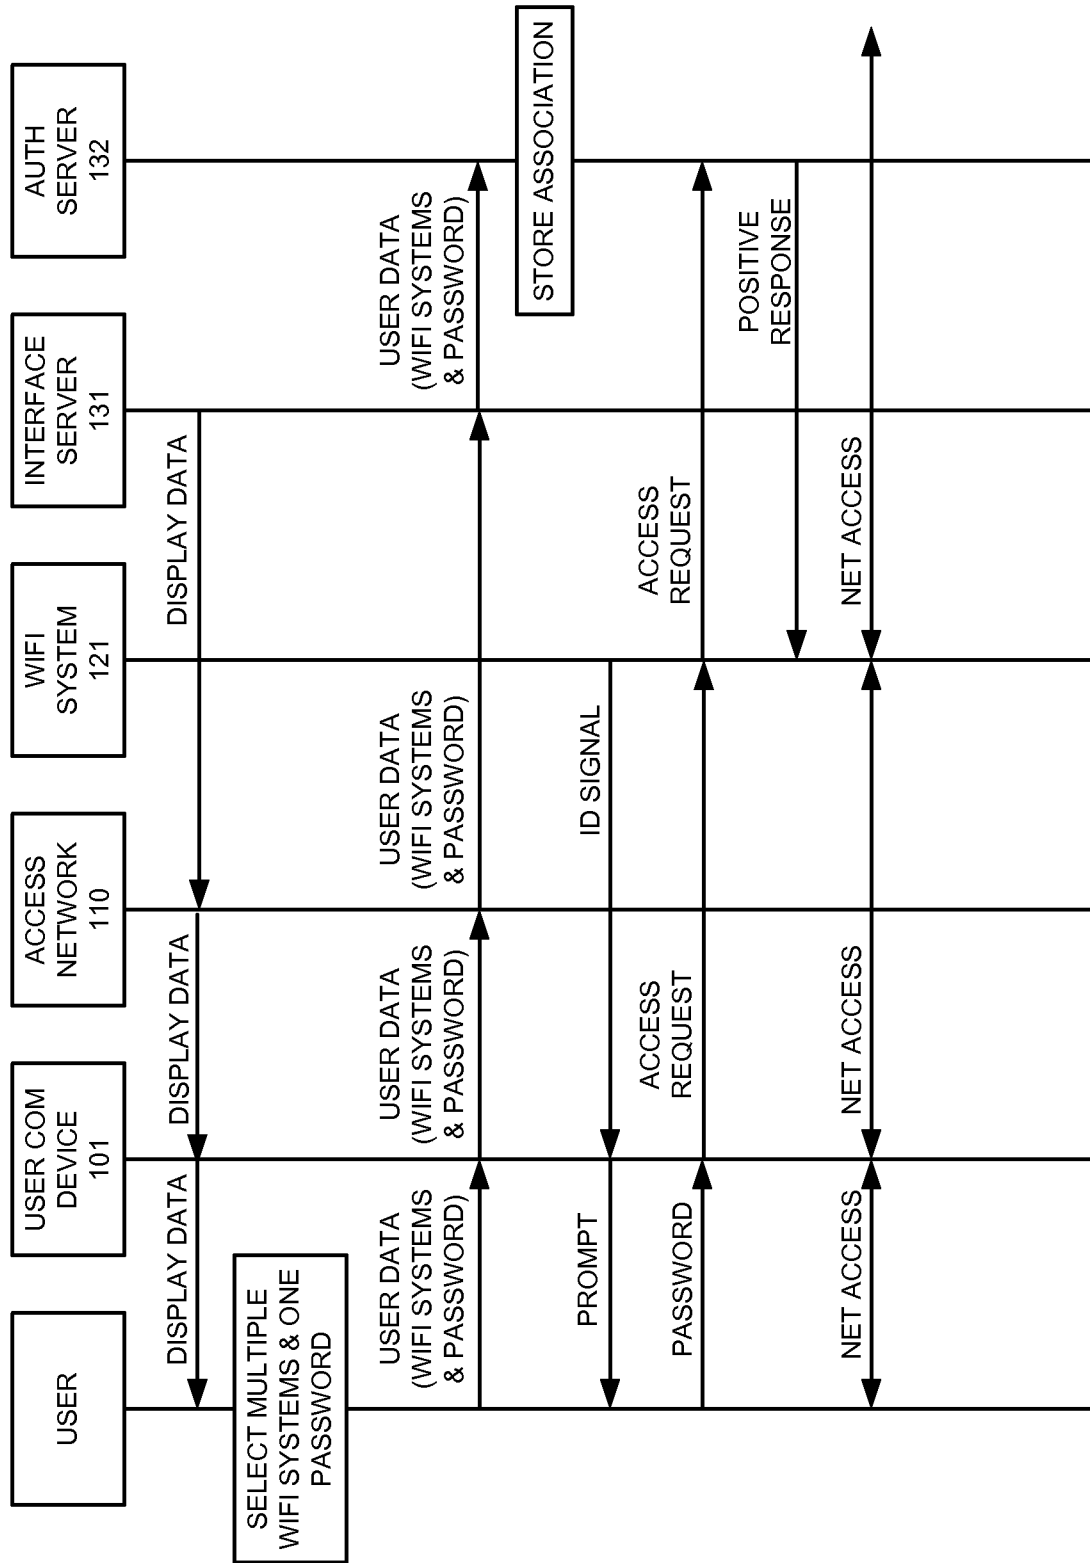 USER
USER COM
DEVICE
101
ACCESS
NETWORK
110
WIFI
SYSTEM
121
INTERFACE
SERVER
131
AUTH
SERVER
132
DISPLAY DATA
DISPLAY DATA
DISPLAY DATA
SELECT MULTIPLE
WIFI SYSTEMS & ONE
PASSWORD
USER DATA
(WIFI SYSTEMS
& PASSWORD)
USER DATA
(WIFI SYSTEMS
& PASSWORD)
USER DATA
(WIFI SYSTEMS
& PASSWORD)
USER DATA
(WIFI SYSTEMS
& PASSWORD)
STORE ASSOCIATION
PROMPT
ID SIGNAL
PASSWORD
ACCESS
REQUEST
ACCESS
REQUEST
POSITIVE
RESPONSE
NET ACCESS
NET ACCESS
NET ACCESS